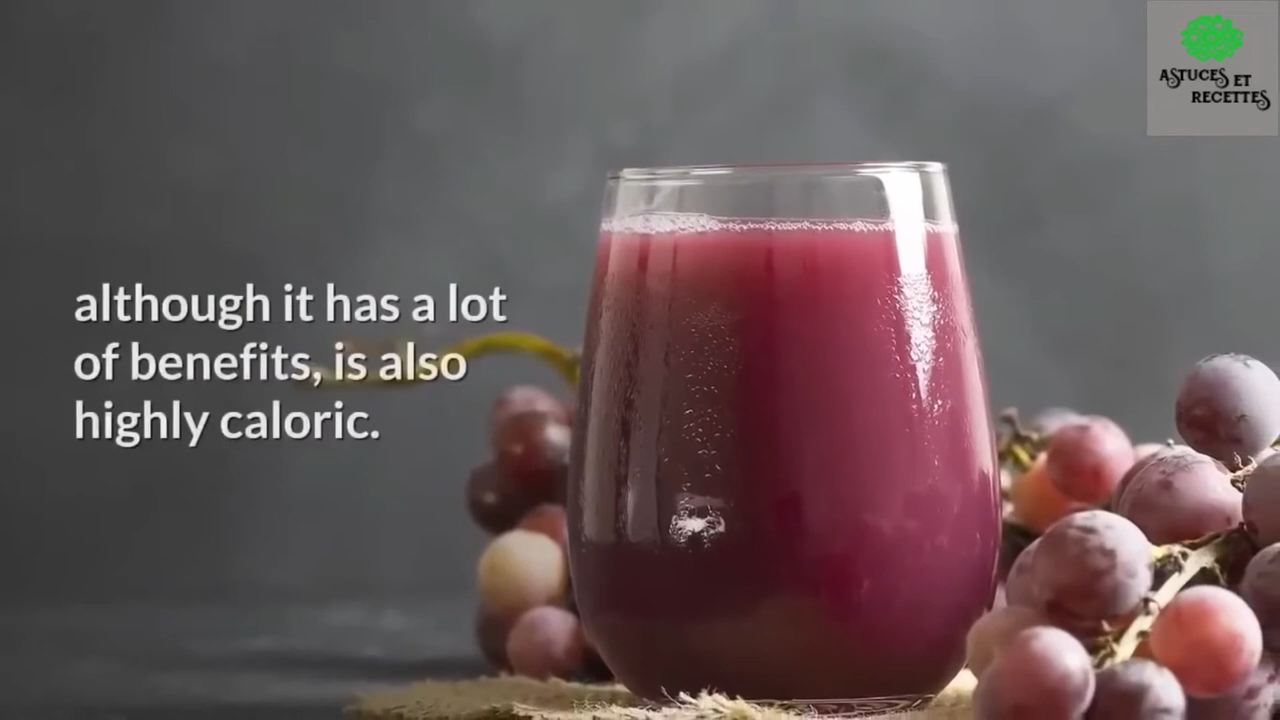 ASTUCES ET
RECETTES
although it has a lot
of benefits, is also
highly caloric.